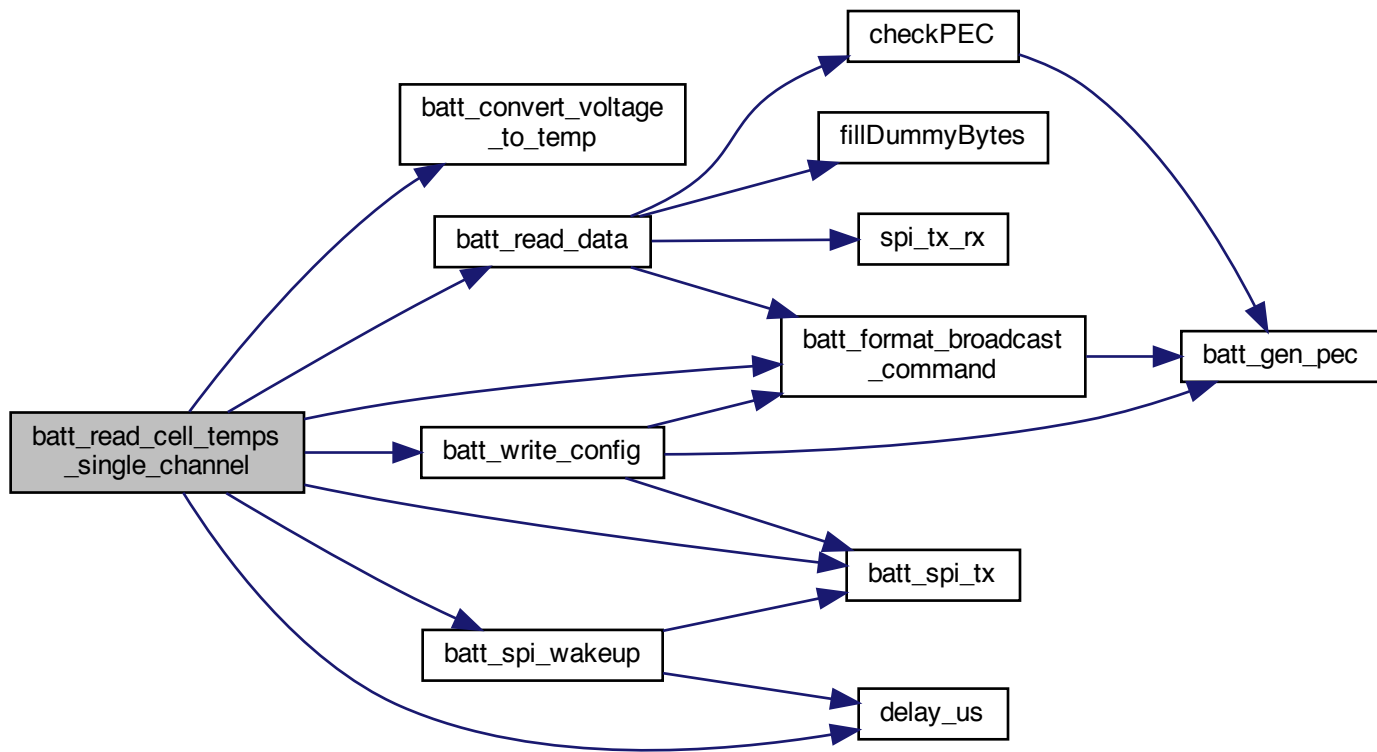 checkPEC
batt_convert_voltage
_to_temp
fillDummyBytes
batt_read_data
spi_tx_rx
batt_format_broadcast
_command
batt_gen_pec
batt_read_cell_temps
_single_channel
batt_write_config
batt_spi_tx
batt_spi_wakeup
delay_us